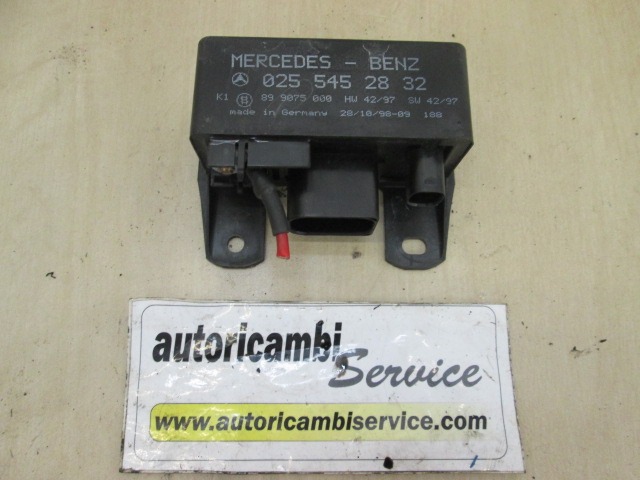 MERCEDES - BENZ
025 545 28 32
K1 89 9075 000 HW 42/97 SW 42/97
made in Germany 28/10/98-09 188
autoricambi
Service
www.autoricambiservice.com